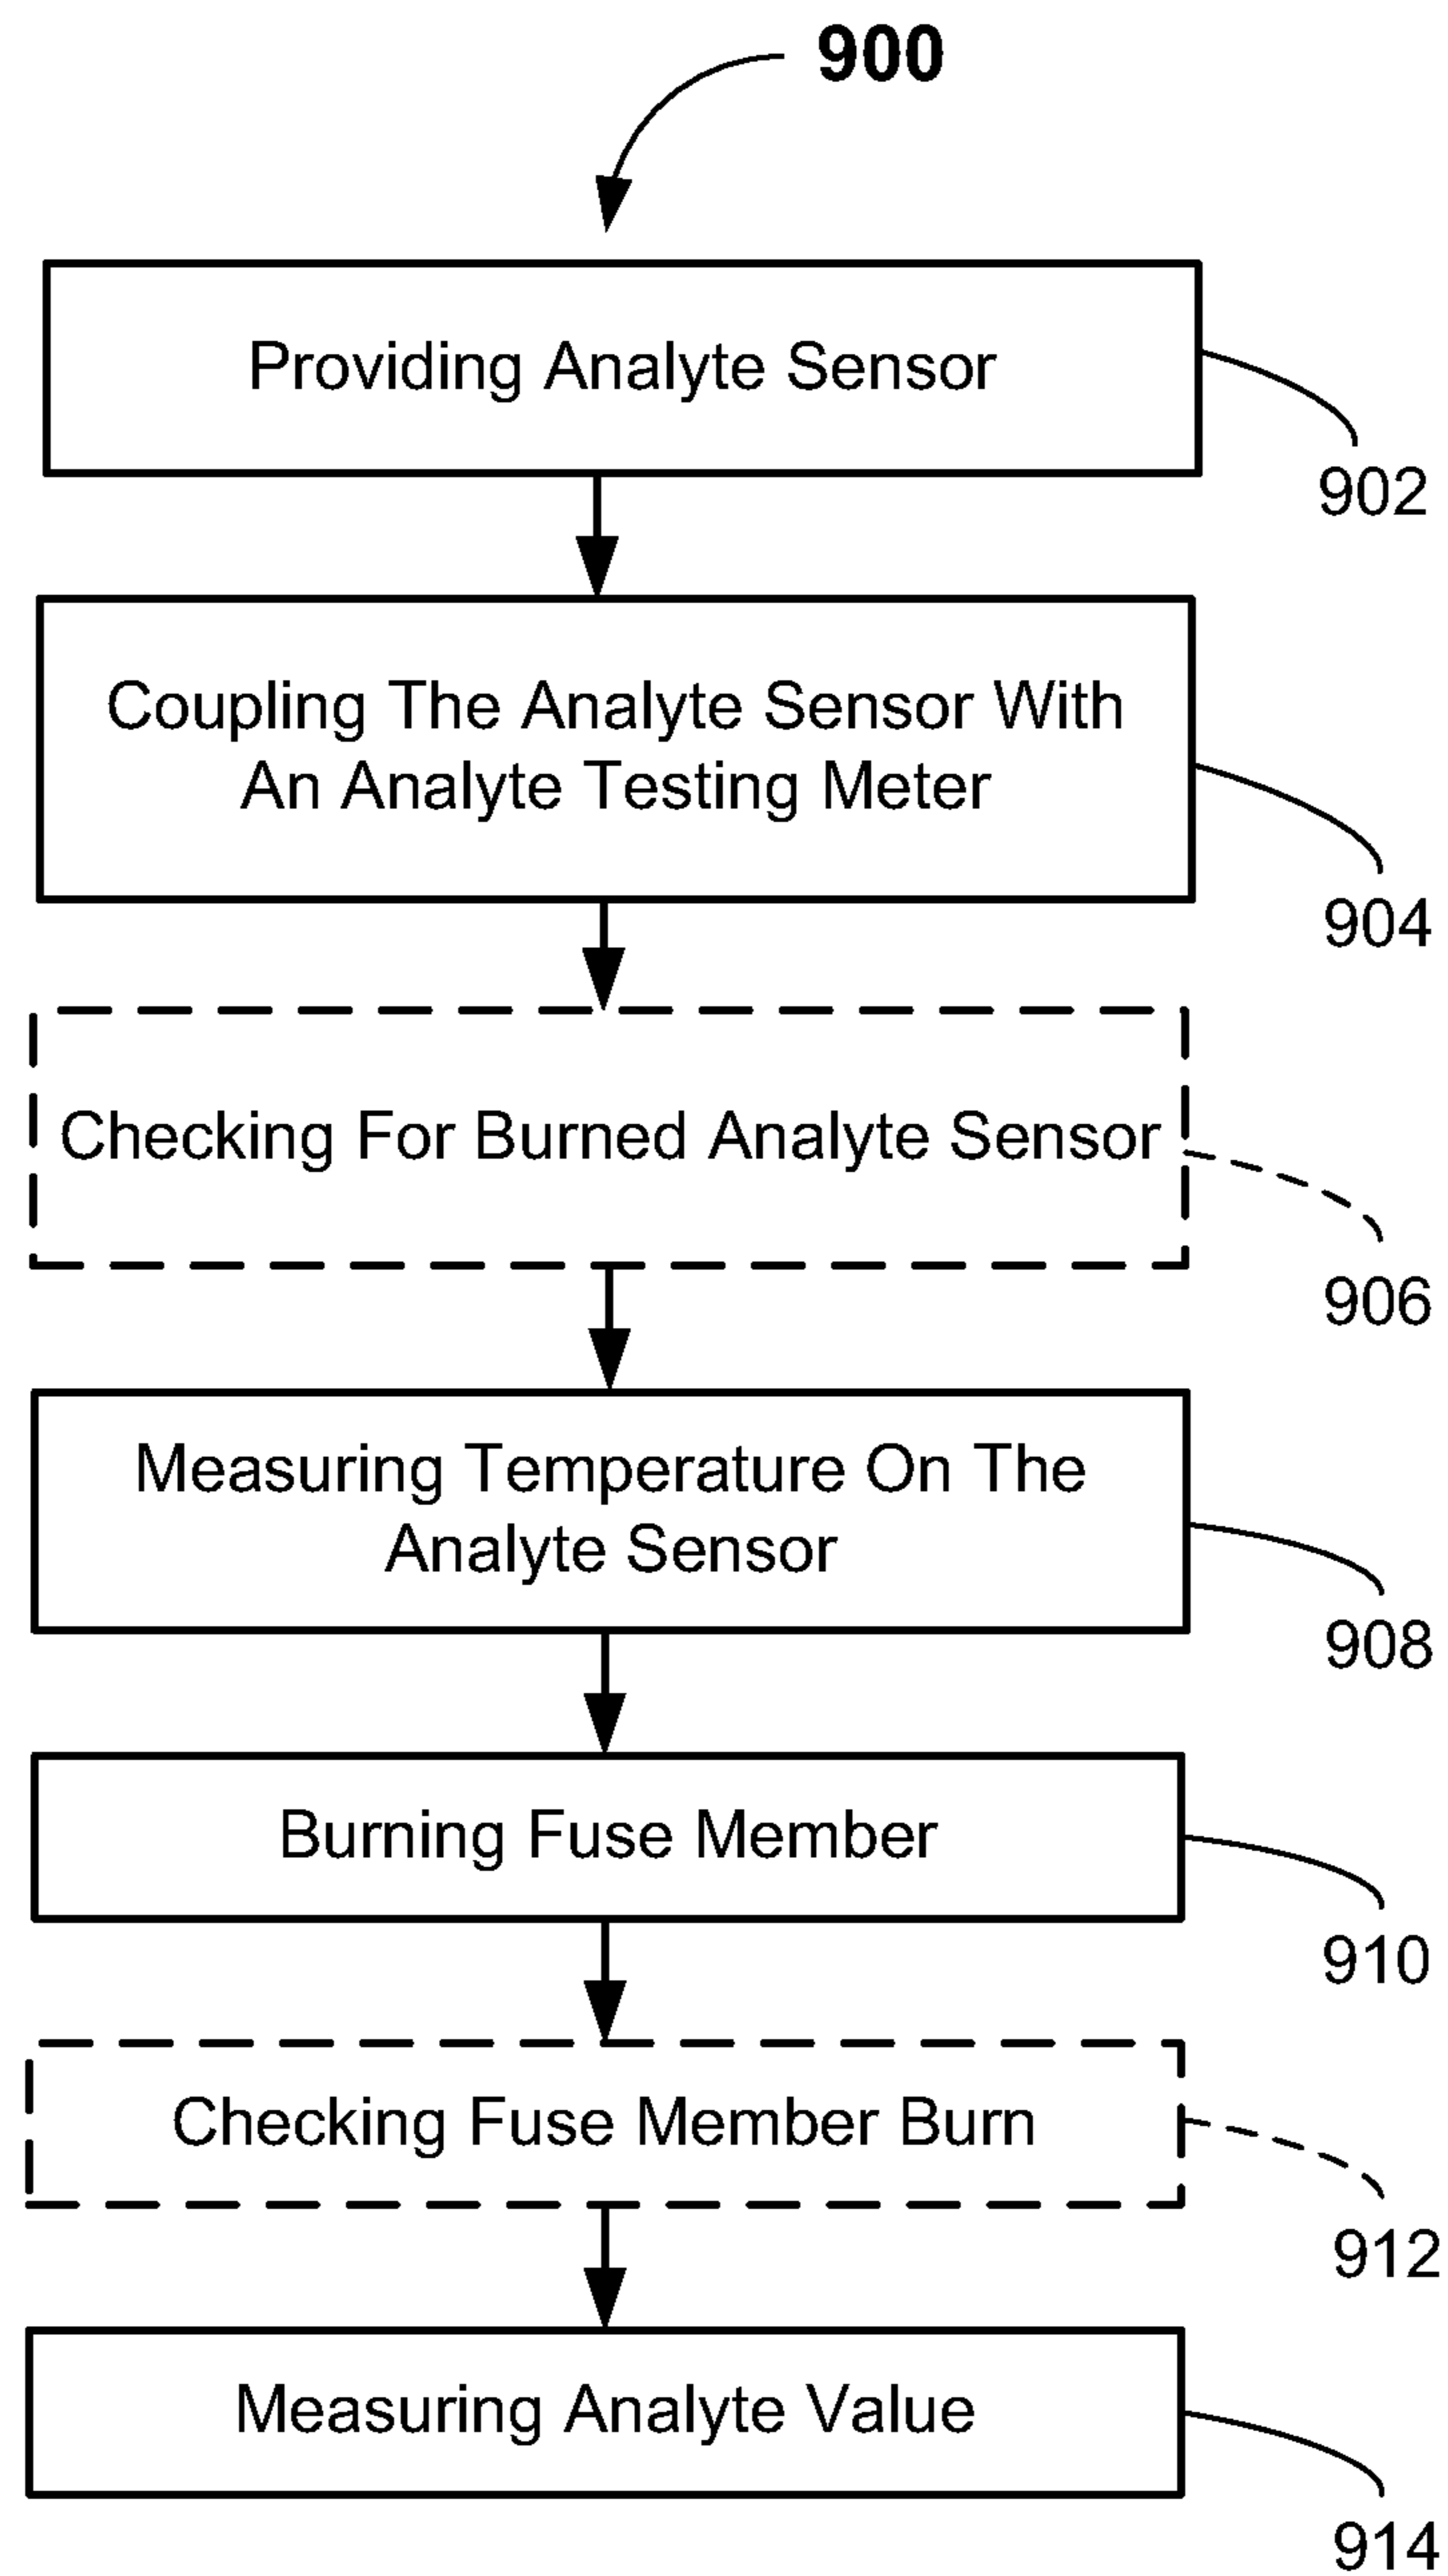 900
Providing Analyte Sensor
902
Coupling The Analyte Sensor With
An Analyte Testing Meter
904
Checking For Burned Analyte Sensor
906
Measuring Temperature On The
Analyte Sensor
908
Burning Fuse Member
910
Checking Fuse Member Burn
912
Measuring Analyte Value
914